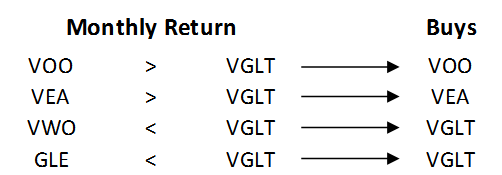 Monthly Return Buys
VOO > VGLT VOO
VEA > VGLT VEA
VWO < VGLT VGLT
GLE < VGLT VGLT